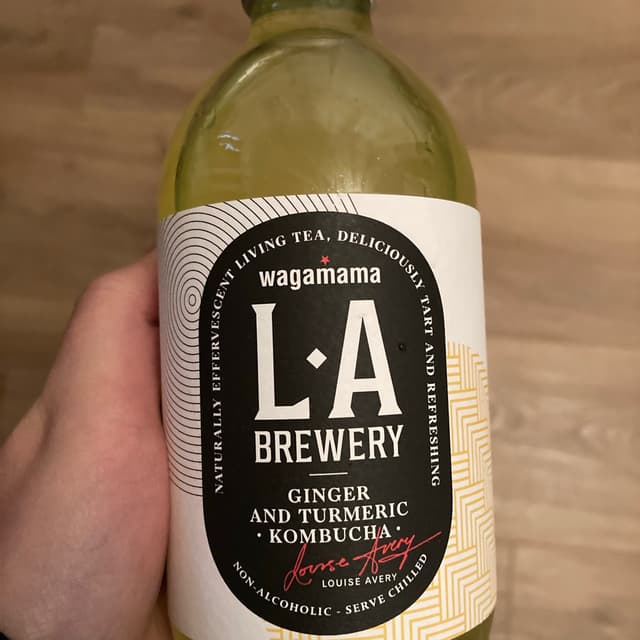 NATURALLY EFFERVESCENT LIVING TEA, DELICIOUSLY TART AND REFRESHING
wagamama
L·A
BREWERY
GINGER
AND TURMERIC
· KOMBUCHA ·
Louise Avery
LOUISE AVERY
NON-ALCOHOLIC - SERVE CHILLED